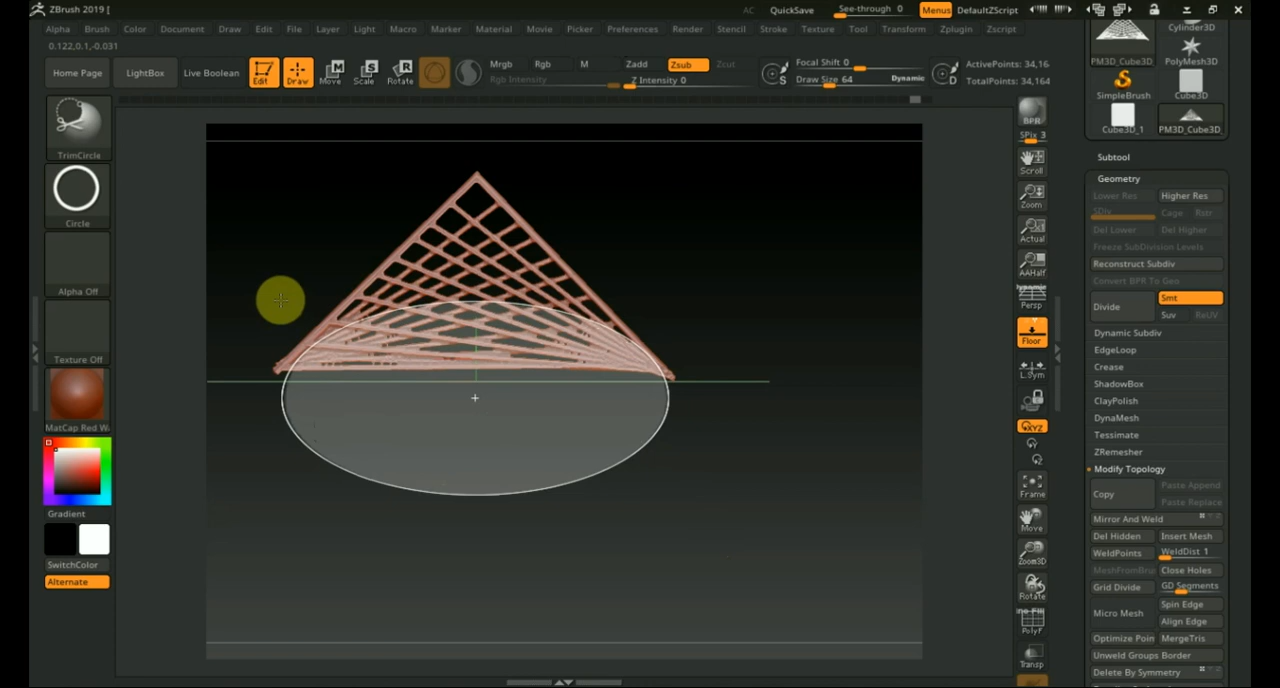 ZBrush 2019 [
AC QuickSave See-through 0 Menus DefaultZScript
Alpha Brush Color Document Draw Edit File Layer Light Macro Marker Material Movie Picker Preferences Render Stencil Stroke Texture Tool Transform Zplugin Zscript
0.122,0.1,-0.031
Home Page LightBox Live Boolean Edit Draw Move Scale Rotate
Mrgb Rgb M Zadd Zsub Zcut
Rgb Intensity Z Intensity 0
Focal Shift 0
Draw Size 64 Dynamic
S
D
ActivePoints: 34,16
TotalPoints: 34,164
TrimCircle
Circle
Alpha Off
Texture Off
MatCap Red Wa
Gradient
SwitchColor
Alternate
BPR
SPix 3
Scroll
Zoom
Actual
AAHalf
Dynamic
Persp
Floor
L.Sym
XYZ
Frame
Move
Zoom3D
Rotate
PolyF
Transp
Cylinder3D
PM3D_Cube3D PolyMesh3D
SimpleBrush Cube3D
Cube3D_1 PM3D_Cube3D_
Subtool
Geometry
Lower Res Higher Res
SDiv Cage Rstr
Del Lower Del Higher
Freeze SubDivision Levels
Reconstruct Subdiv
Convert BPR To Geo
Divide Smt
Suv ReUV
Dynamic Subdiv
EdgeLoop
Crease
ShadowBox
ClayPolish
DynaMesh
Tessimate
ZRemesher
Modify Topology
Copy Paste Append
Paste Replace
Mirror And Weld
Del Hidden Insert Mesh
WeldPoints WeldDist 1
MeshFromBru Close Holes
Grid Divide GD Segments
Micro Mesh Spin Edge
Align Edge
Optimize Poin MergeTris
Unweld Groups Border
Delete By Symmetry